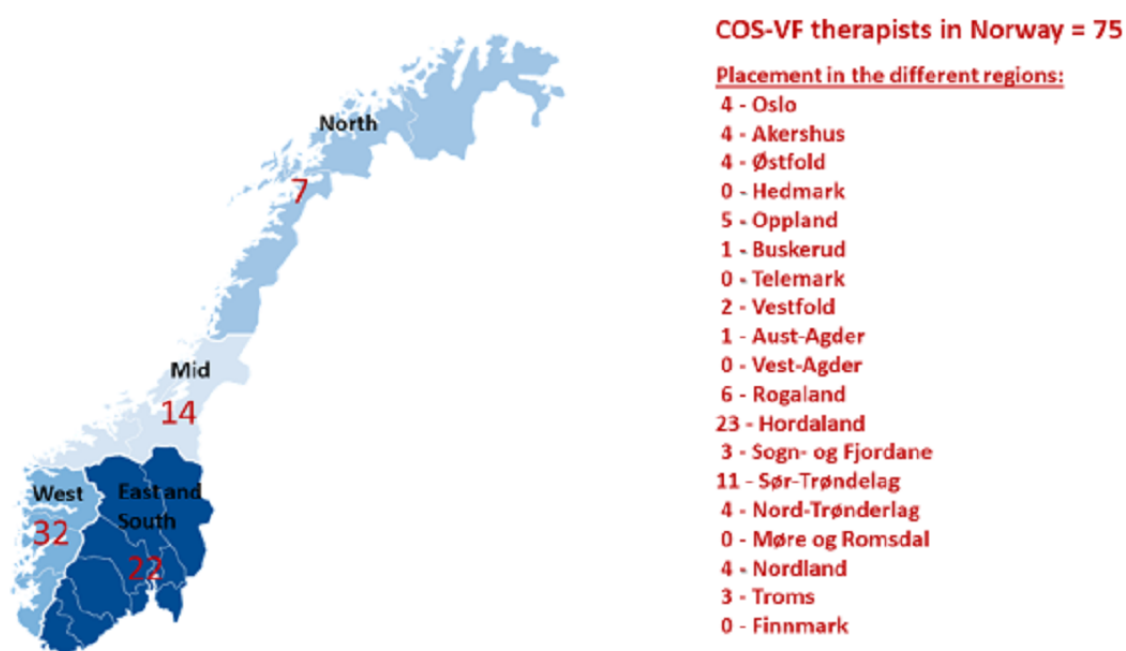 COS-VF therapists in Norway = 75
Placement in the different regions:
4 - Oslo
4 - Akershus
4 - Østfold
0 - Hedmark
5 - Oppland
1 - Buskerud
0 - Telemark
2 - Vestfold
1 - Aust-Agder
0 - Vest-Agder
6 - Rogaland
23 - Hordaland
3 - Sogn- og Fjordane
11 - Sør-Trøndelag
4 - Nord-Trønderlag
0 - Møre og Romsdal
4 - Nordland
3 - Troms
0 - Finnmark
North
7
Mid
14
West
32
East and
South
22